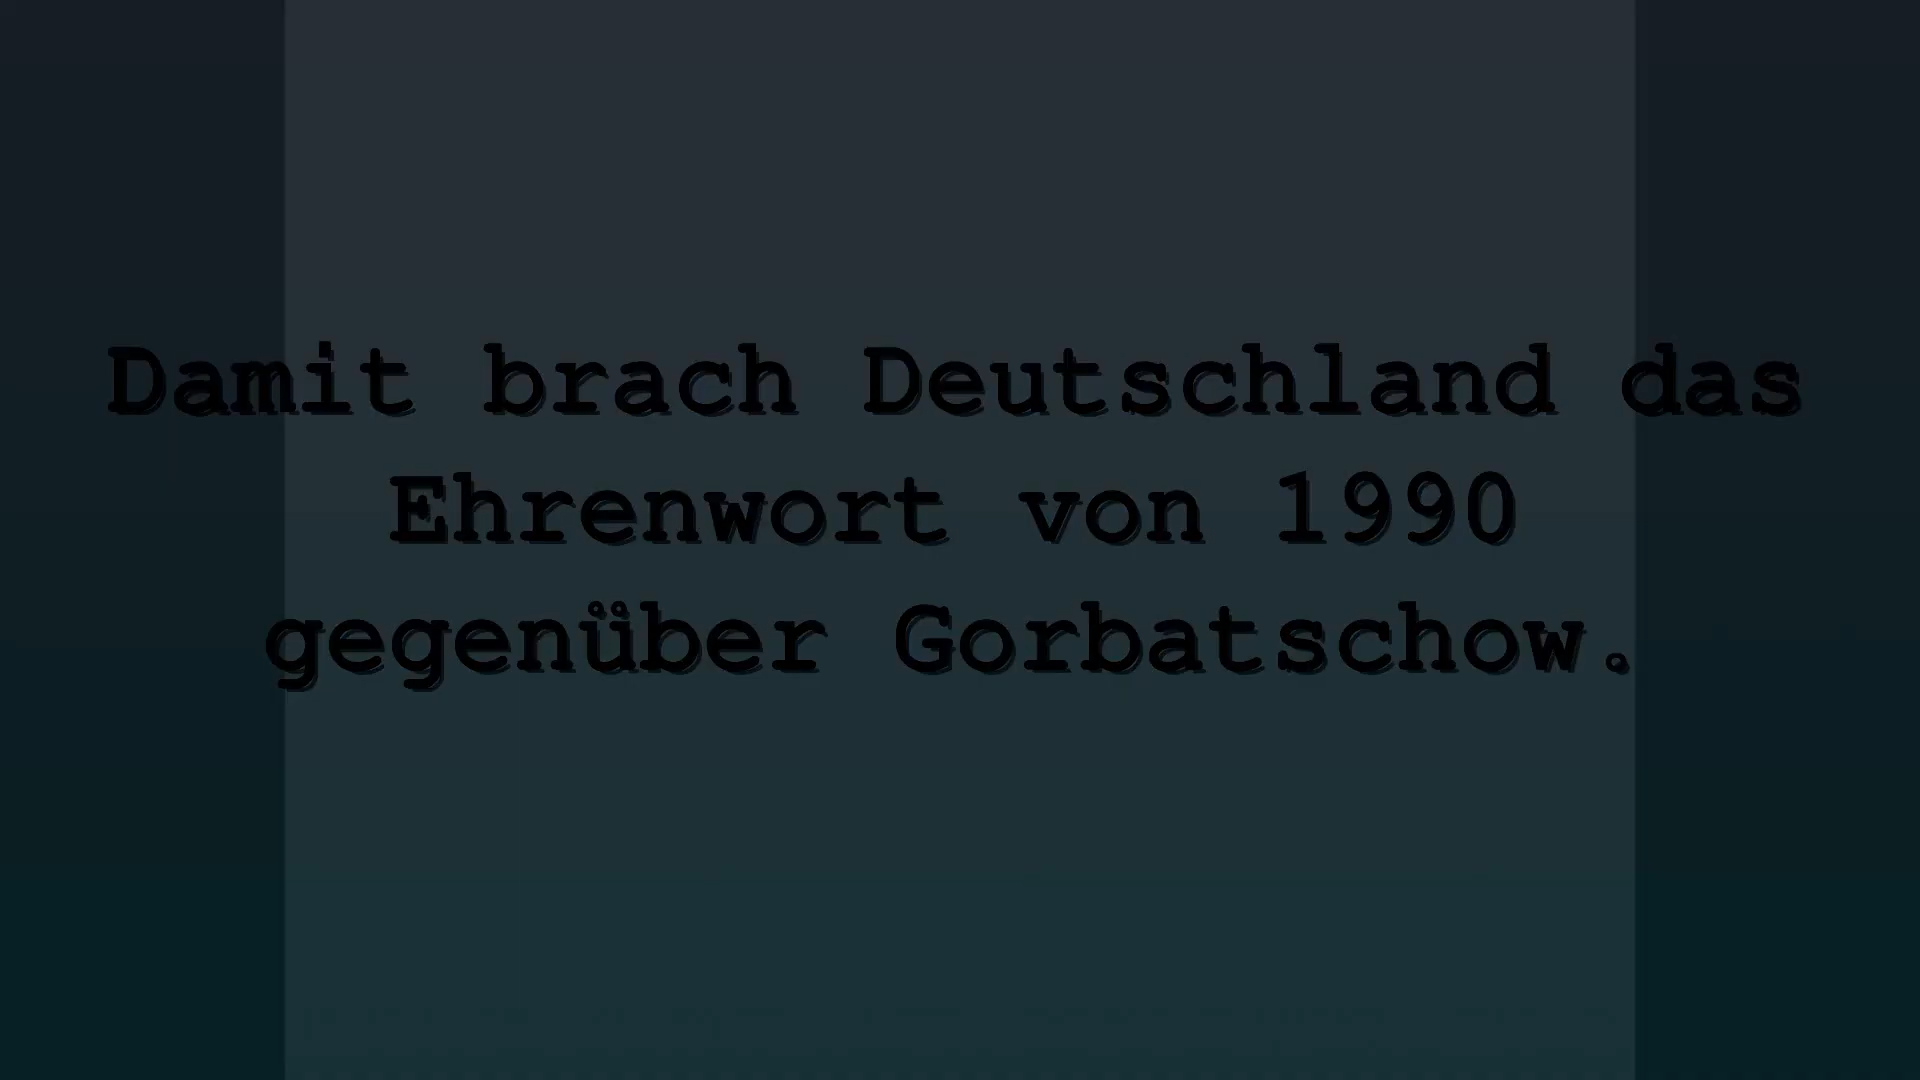 Damit brach Deutschland das
Ehrenwort von 1990
gegenüber Gorbatschow.